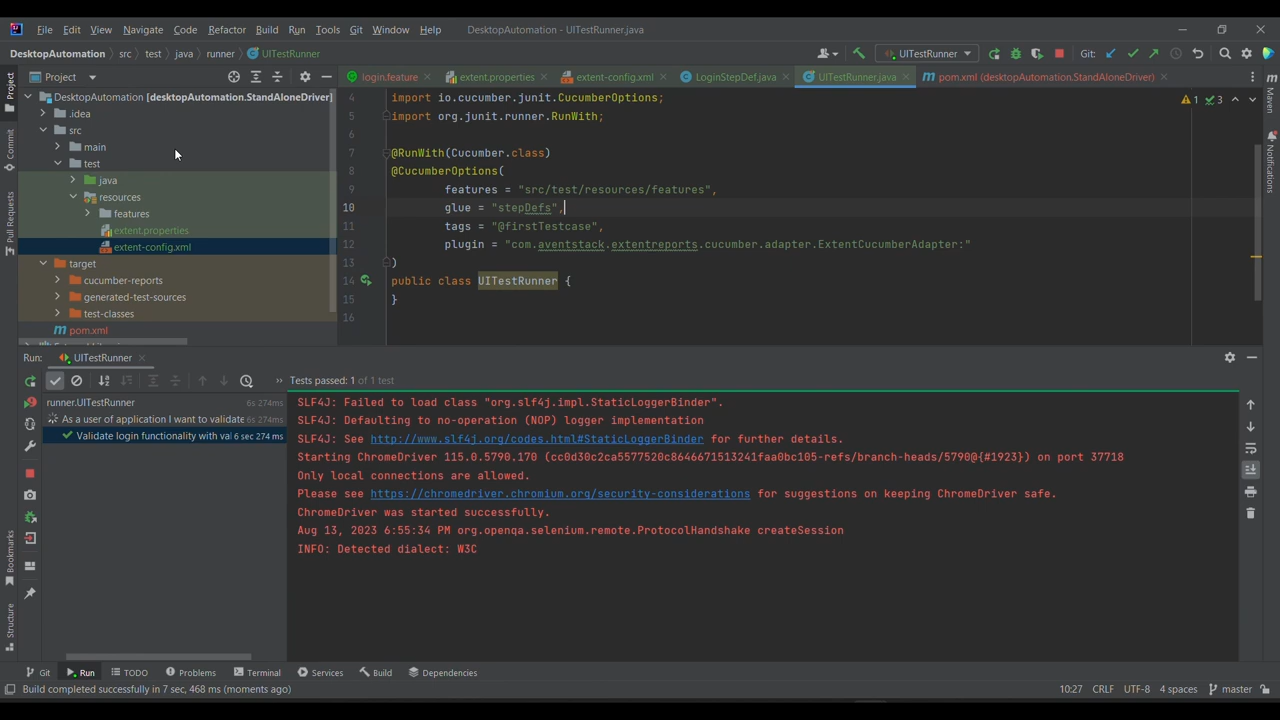 File Edit View Navigate Code Refactor Build Run Tools Git Window Help DesktopAutomation - UITestRunner.java
DesktopAutomation src test java runner UITestRunner UITestRunner Git:
Project login.feature extent.properties extent-config.xml LoginStepDef.java UITestRunner.java pom.xml (desktopAutomation.StandAloneDriver)
Project
Commit
Pull Requests
Bookmarks
Structure
Maven
Notifications
DesktopAutomation [desktopAutomation.StandAloneDriver]
.idea
src
main
test
java
resources
features
extent.properties
extent-config.xml
target
cucumber-reports
generated-test-sources
test-classes
pom.xml
1 3
4 import io.cucumber.junit.CucumberOptions;
5 import org.junit.runner.RunWith;
6
7 @RunWith(Cucumber.class)
8 @CucumberOptions(
9 features = "src/test/resources/features",
10 glue = "stepDefs",
11 tags = "@firstTestcase",
12 plugin = "com.aventstack.extentreports.cucumber.adapter.ExtentCucumberAdapter:"
13 )
14 public class UITestRunner {
15 }
16
Run: UITestRunner
Tests passed: 1 of 1 test
runner.UITestRunner 6s 274ms
As a user of application I want to validate 6s 274ms
Validate login functionality with val 6 sec 274 ms
SLF4J: Failed to load class "org.slf4j.impl.StaticLoggerBinder".
SLF4J: Defaulting to no-operation (NOP) logger implementation
SLF4J: See http://www.slf4j.org/codes.html#StaticLoggerBinder for further details.
Starting ChromeDriver 115.0.5790.170 (cc0d30c2ca5577520c8646671513241faa0bc105-refs/branch-heads/5790@{#1923}) on port 37718
Only local connections are allowed.
Please see https://chromedriver.chromium.org/security-considerations for suggestions on keeping ChromeDriver safe.
ChromeDriver was started successfully.
Aug 13, 2023 6:55:34 PM org.openqa.selenium.remote.ProtocolHandshake createSession
INFO: Detected dialect: W3C
Git Run TODO Problems Terminal Services Build Dependencies
Build completed successfully in 7 sec, 468 ms (moments ago) 10:27 CRLF UTF-8 4 spaces master